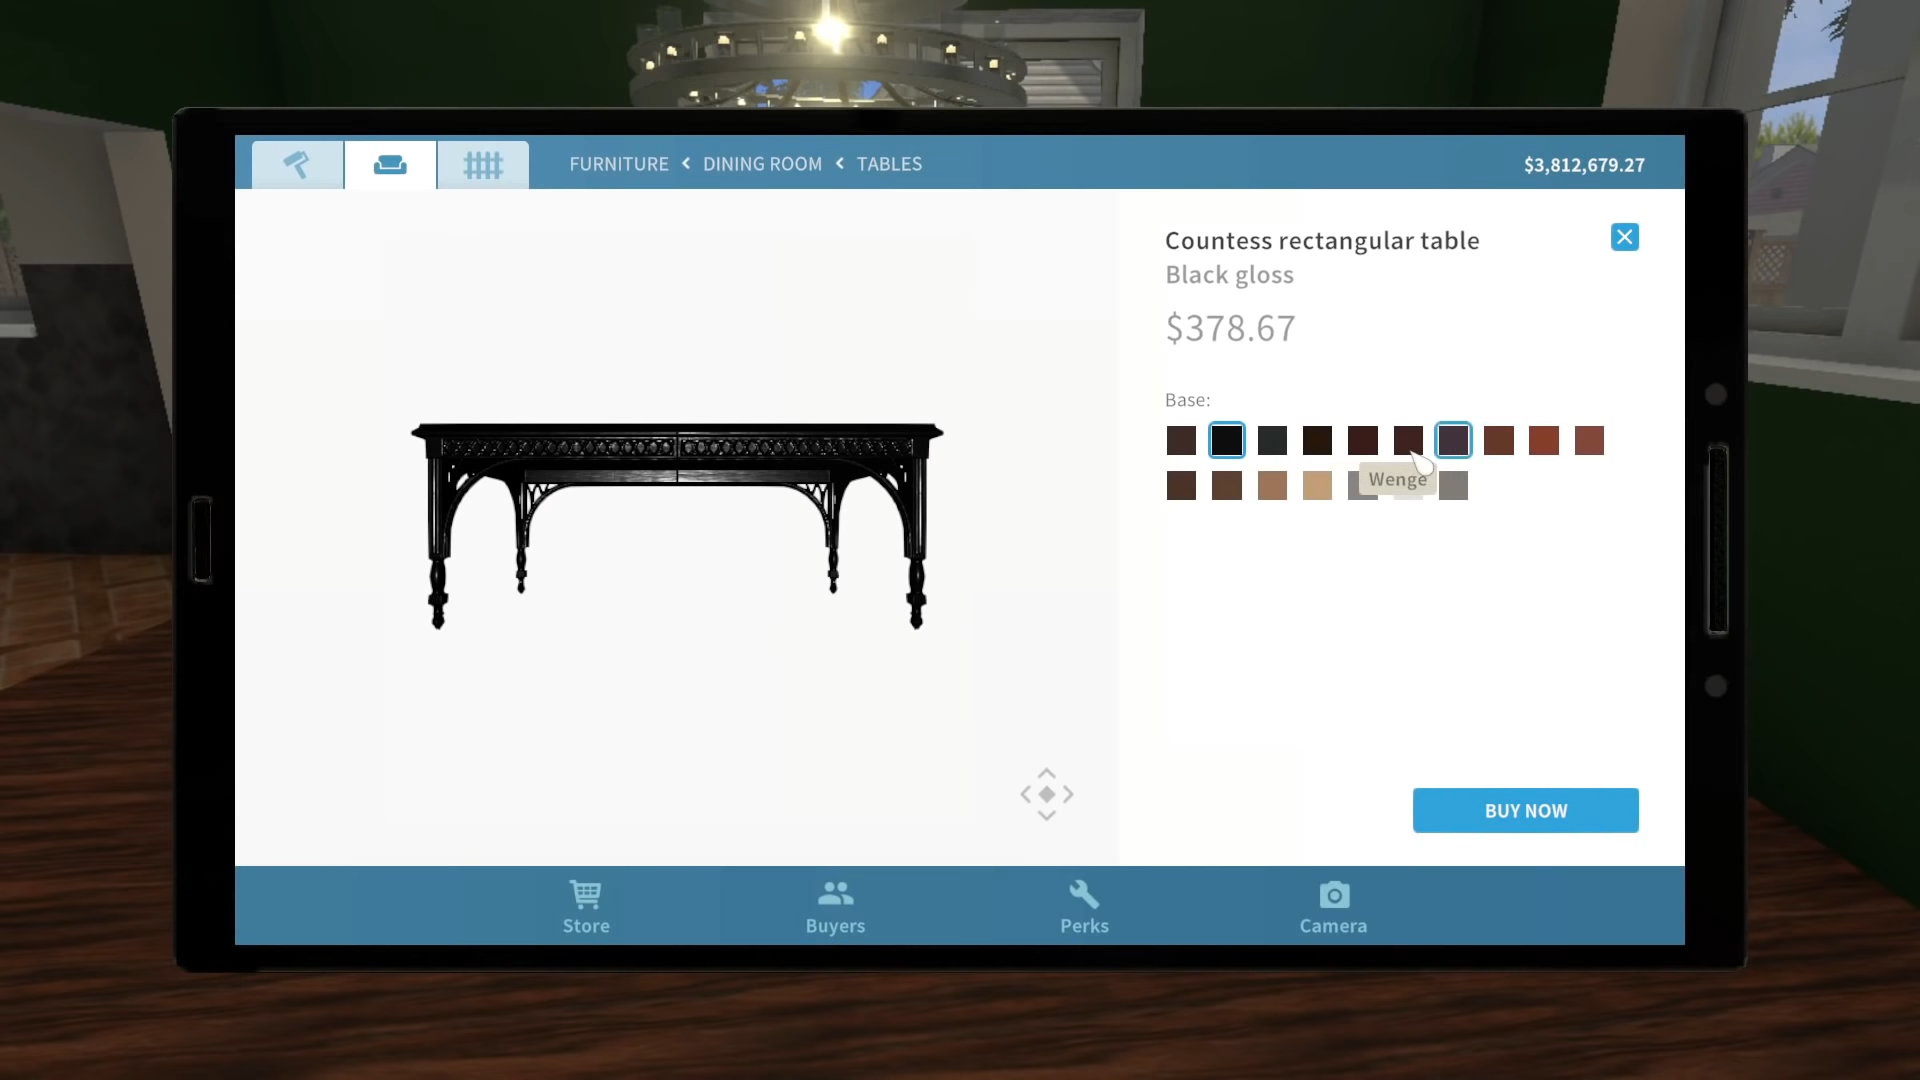 FURNITURE < DINING ROOM < TABLES
$3,812,679.27
Countess rectangular table
Black gloss
$378.67
Base:
Wenge
BUY NOW
Store
Buyers
Perks
Camera